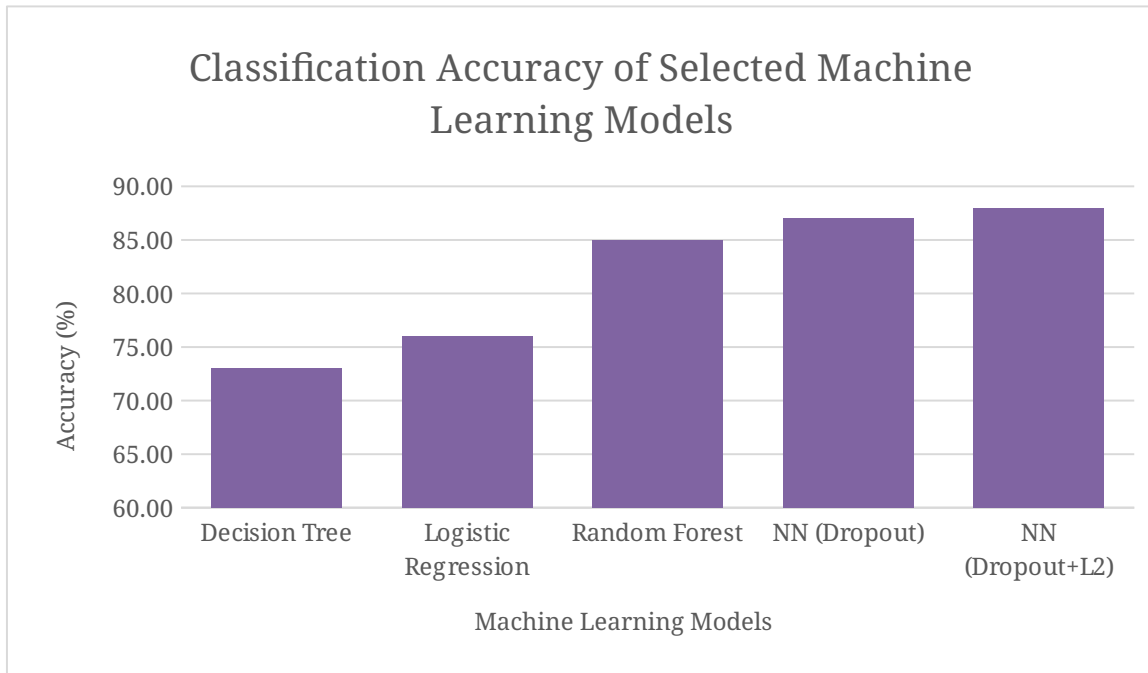 Classification Accuracy of Selected Machine
Learning Models
90.00
85.00
80.00
75.00
70.00
65.00
60.00
Accuracy (%)
Decision Tree
Logistic
Regression
Random Forest
NN (Dropout)
NN
(Dropout+L2)
Machine Learning Models